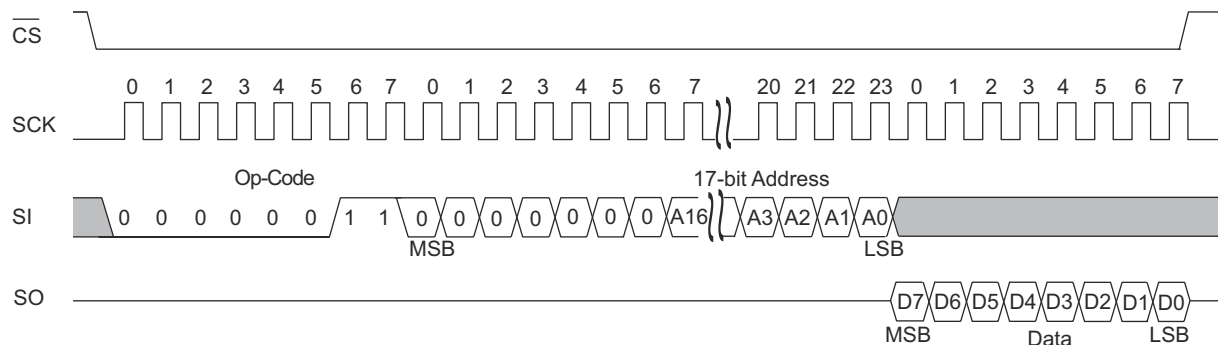 CS
0 1 2 3 4 5 6 7 0 1 2 3 4 5 6 7 20 21 22 23 0 1 2 3 4 5 6 7
SCK
Op-Code 17-bit Address
SI 0 0 0 0 0 0 1 1 0 0 0 0 0 0 0 A16 A3 A2 A1 A0
MSB LSB
SO D7 D6 D5 D4 D3 D2 D1 D0
MSB Data LSB